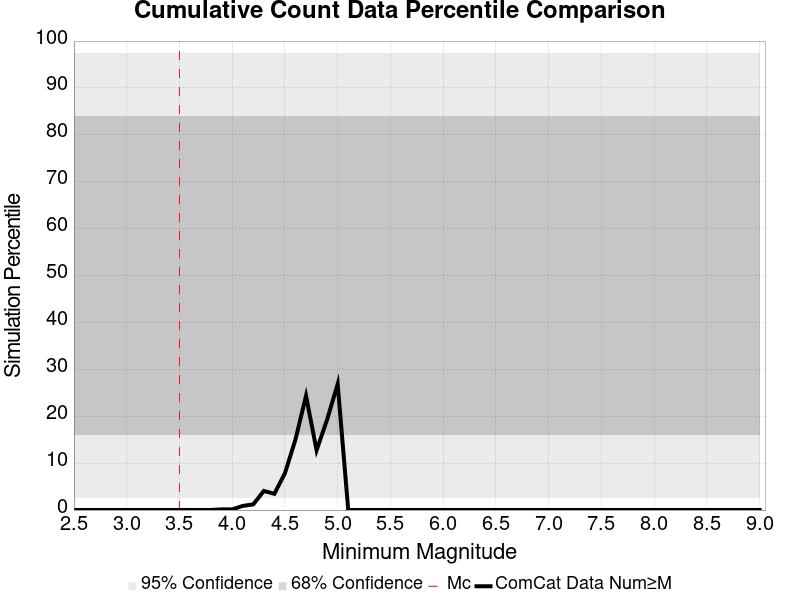 Cumulative Count Data Percentile Comparison
100
90
80
70
60
50
40
30
20
10
0
Simulation Percentile
2.5 3.0 3.5 4.0 4.5 5.0 5.5 6.0 6.5 7.0 7.5 8.0 8.5 9.0
Minimum Magnitude
95% Confidence 68% Confidence Mc ComCat Data Num≥M